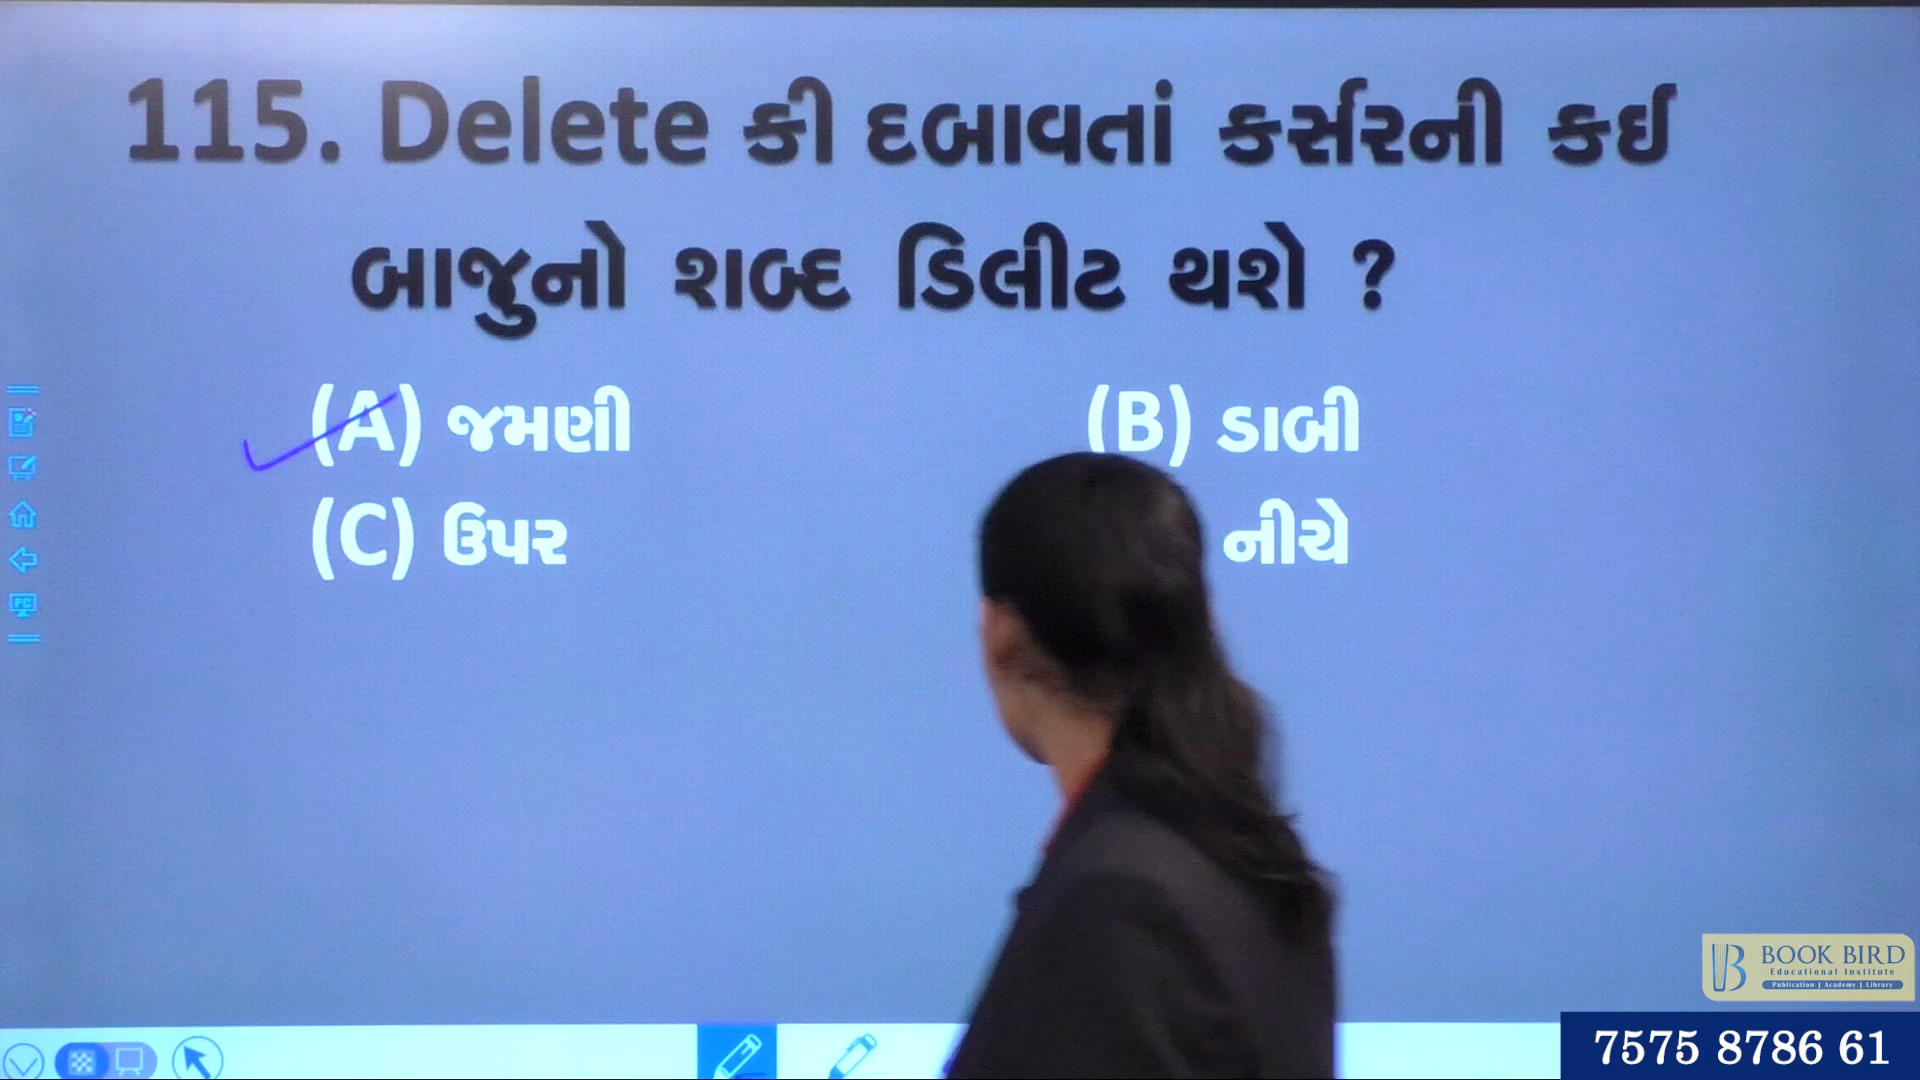 115. Delete કી દબાવતાં કર્સરની કઈ
બાજુનો શબ્દ ડિલીટ થશે ?
(A) જમણી
(B) ડાબી
(C) ઉપર
નીચે
BOOK BIRD
Educational Institute
Publication | Academy | Library
7575 8786 61